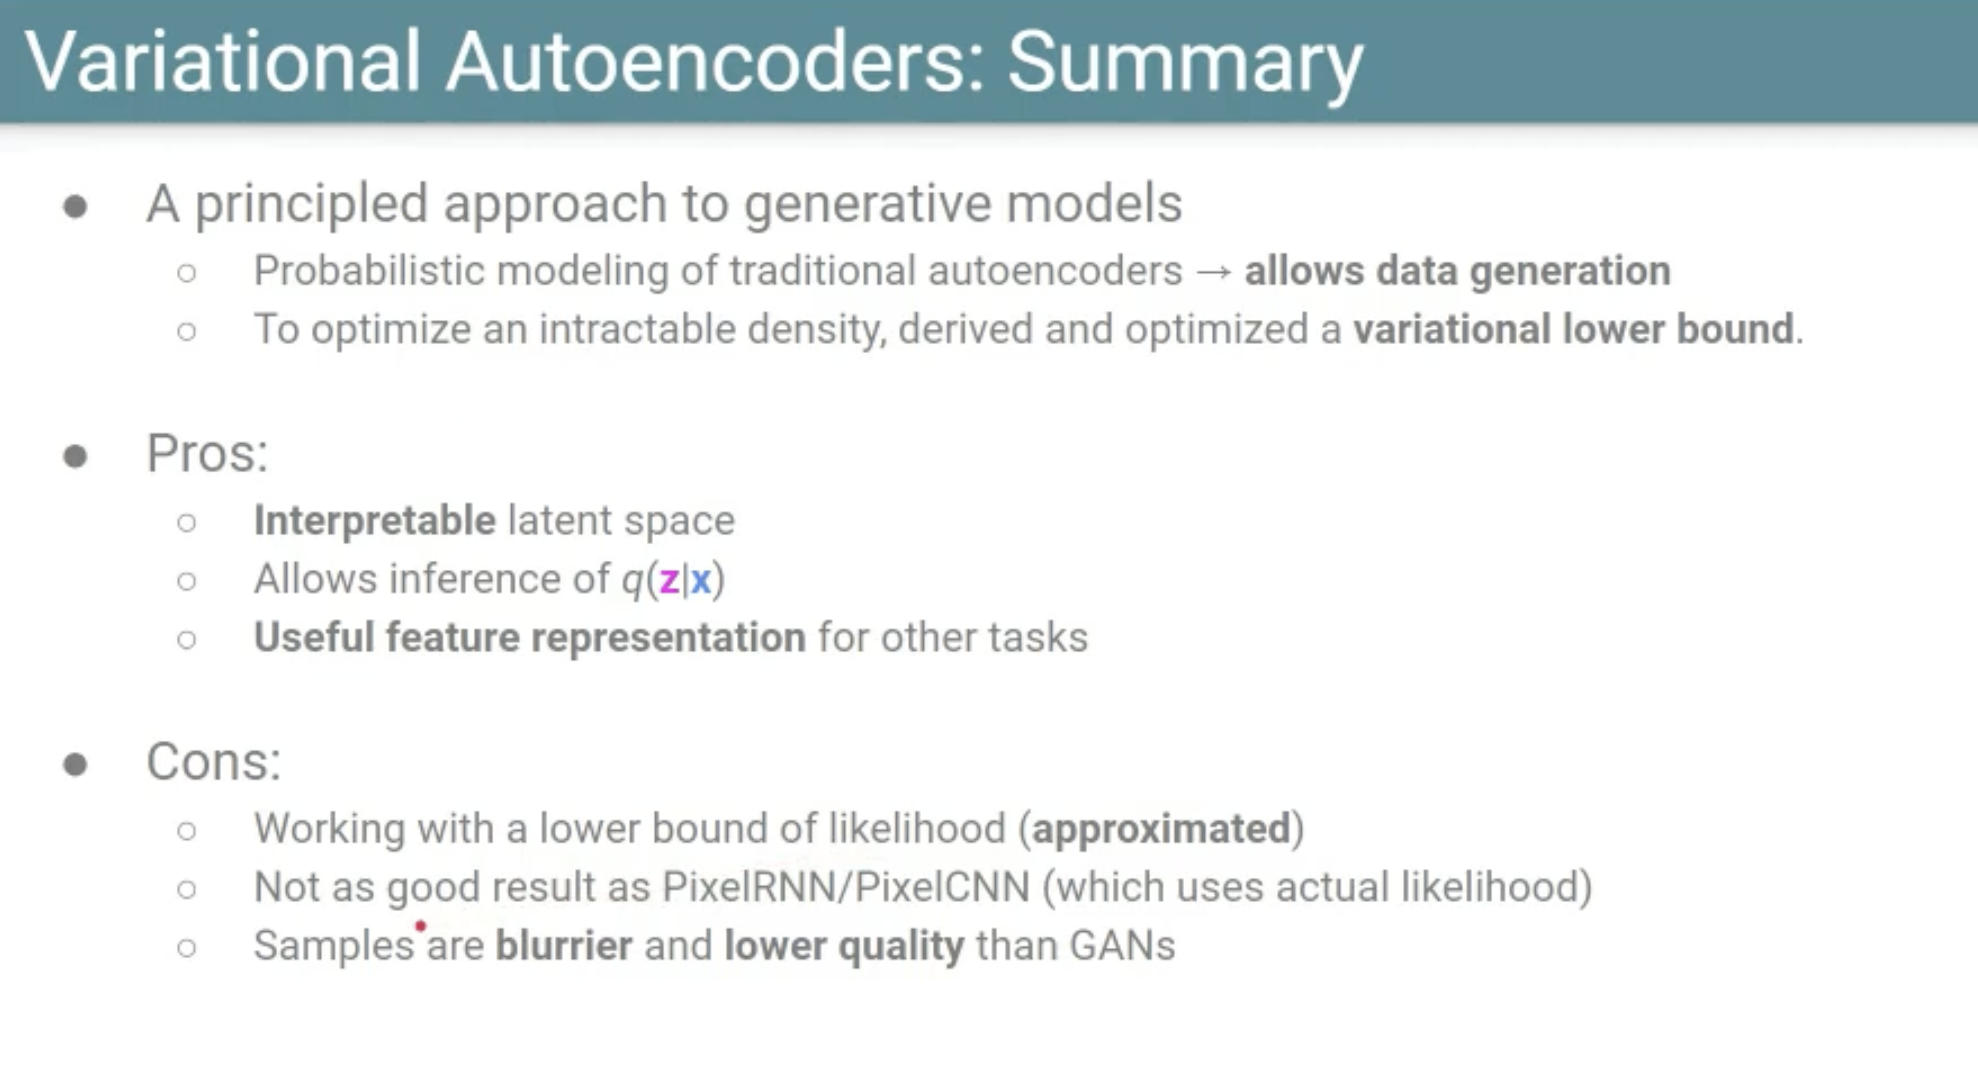 Variational Autoencoders: Summary
● A principled approach to generative models
○ Probabilistic modeling of traditional autoencoders → allows data generation
○ To optimize an intractable density, derived and optimized a variational lower bound.
● Pros:
○ Interpretable latent space
○ Allows inference of q(z|x)
○ Useful feature representation for other tasks
● Cons:
○ Working with a lower bound of likelihood (approximated)
○ Not as good result as PixelRNN/PixelCNN (which uses actual likelihood)
○ Samples are blurrier and lower quality than GANs